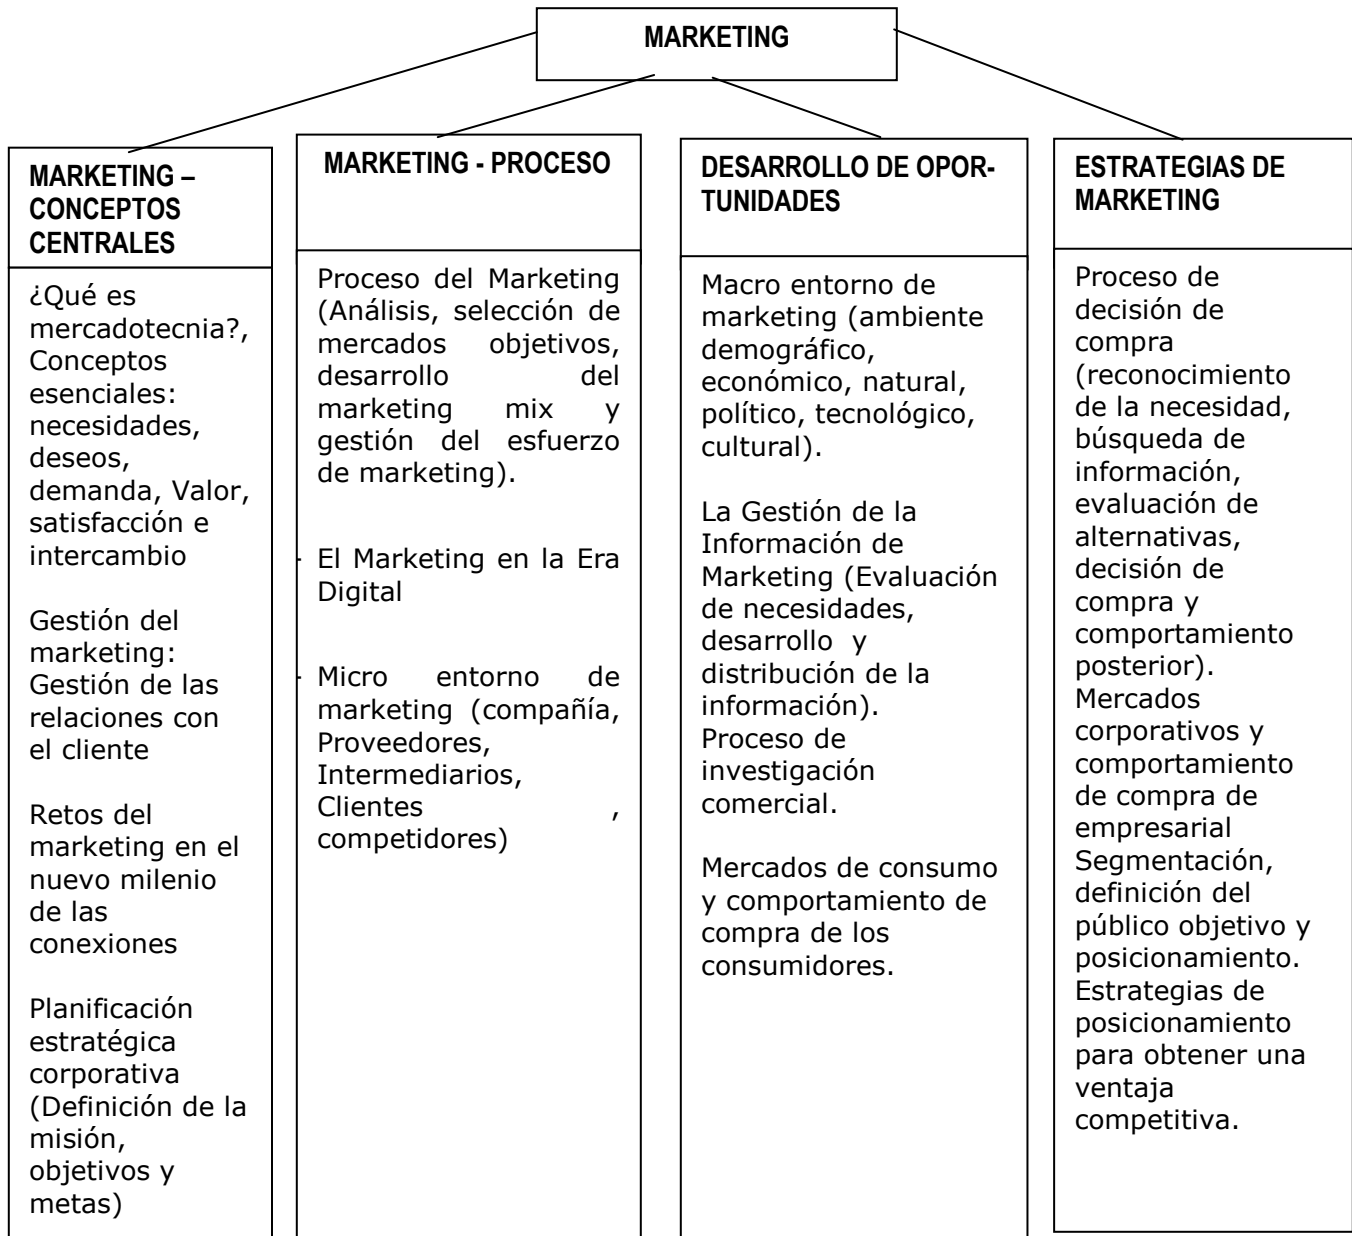 MARKETING
MARKETING –
CONCEPTOS
CENTRALES
¿Qué es
mercadotecnia?,
Conceptos
esenciales:
necesidades,
deseos,
demanda, Valor,
satisfacción e
intercambio
Gestión del
marketing:
Gestión de las
relaciones con
el cliente
Retos del
marketing en el
nuevo milenio
de las
conexiones
Planificación
estratégica
corporativa
(Definición de la
misión,
objetivos y
metas)
MARKETING - PROCESO
Proceso del Marketing
(Análisis, selección de
mercados objetivos,
desarrollo del
marketing mix y
gestión del esfuerzo
de marketing).
- El Marketing en la Era
Digital
- Micro entorno de
marketing (compañía,
Proveedores,
Intermediarios,
Clientes ,
competidores)
DESARROLLO DE OPOR-
TUNIDADES
Macro entorno de
marketing (ambiente
demográfico,
económico, natural,
político, tecnológico,
cultural).
La Gestión de la
Información de
Marketing (Evaluación
de necesidades,
desarrollo y
distribución de la
información).
Proceso de
investigación
comercial.
Mercados de consumo
y comportamiento de
compra de los
consumidores.
ESTRATEGIAS DE
MARKETING
Proceso de
decisión de
compra
(reconocimiento
de la necesidad,
búsqueda de
información,
evaluación de
alternativas,
decisión de
compra y
comportamiento
posterior).
Mercados
corporativos y
comportamiento
de compra de
empresarial
Segmentación,
definición del
público objetivo y
posicionamiento.
Estrategias de
posicionamiento
para obtener una
ventaja
competitiva.